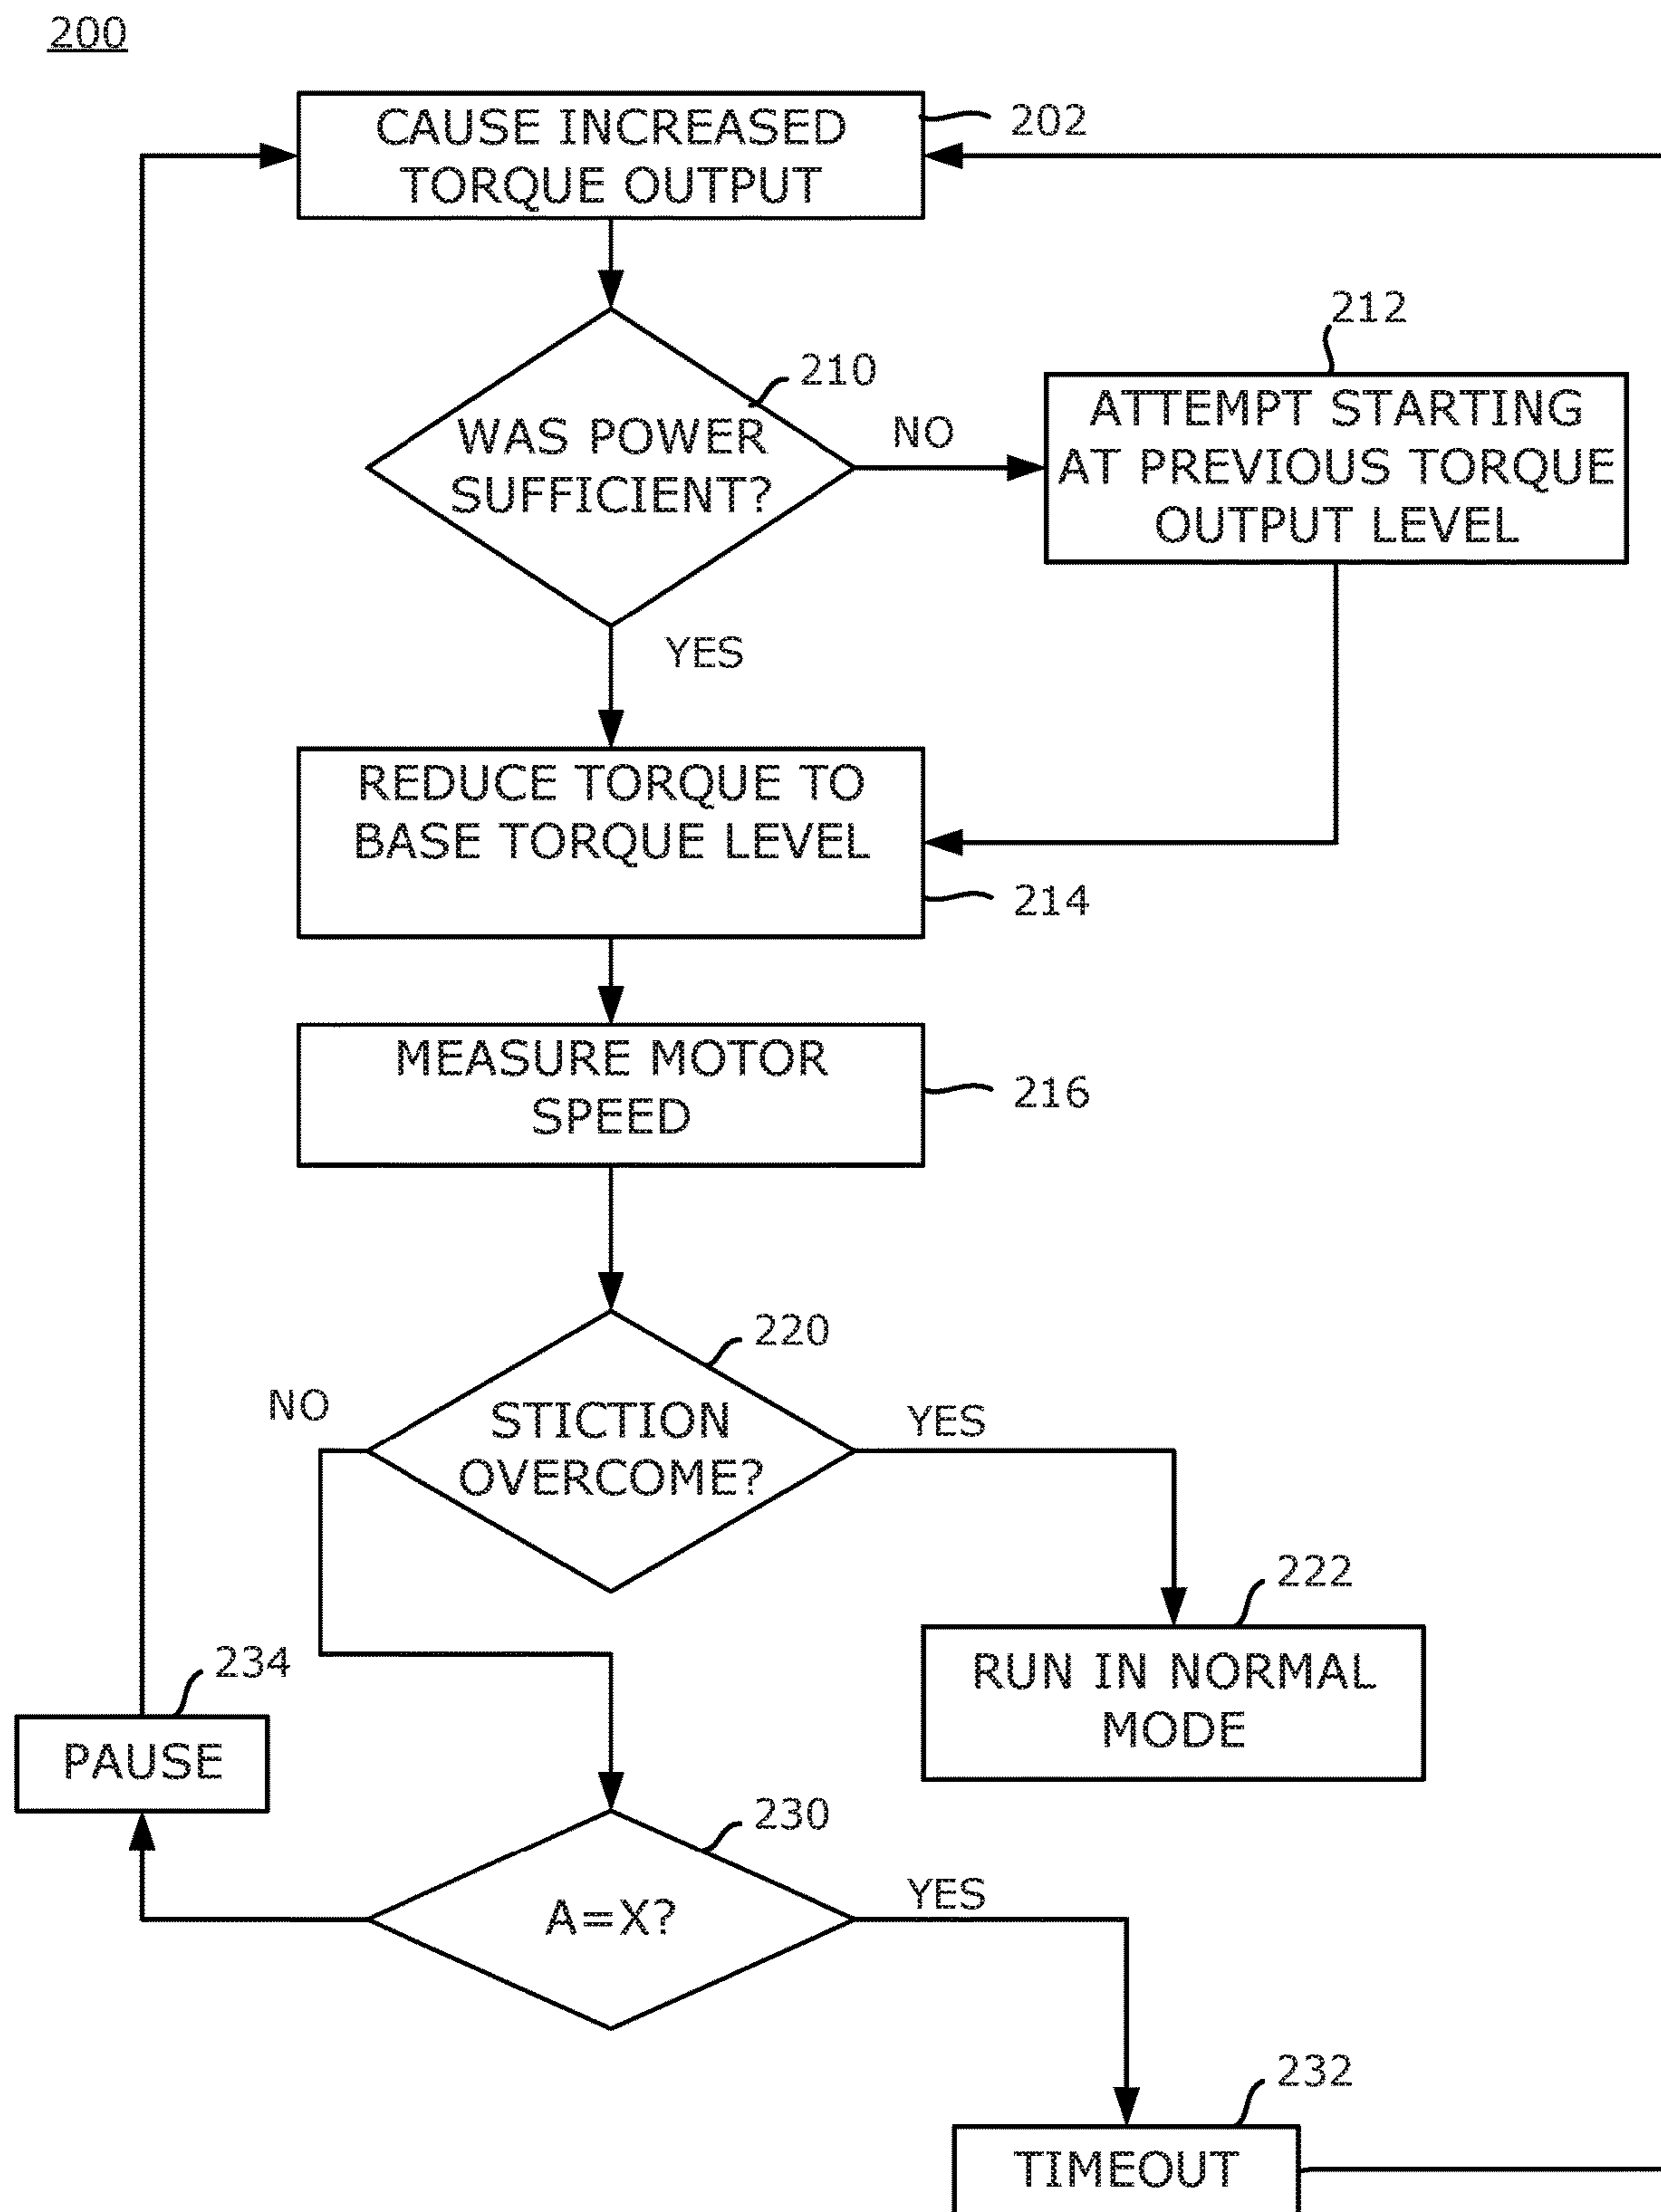 200
CAUSE INCREASED
TORQUE OUTPUT
202
212
210
WAS POWER
SUFFICIENT?
NO
ATTEMPT STARTING
AT PREVIOUS TORQUE
OUTPUT LEVEL
YES
REDUCE TORQUE TO
BASE TORQUE LEVEL
214
MEASURE MOTOR
SPEED
216
220
NO
STICTION
OVERCOME?
YES
222
RUN IN NORMAL
MODE
234
PAUSE
230
A=X?
YES
232
TIMEOUT